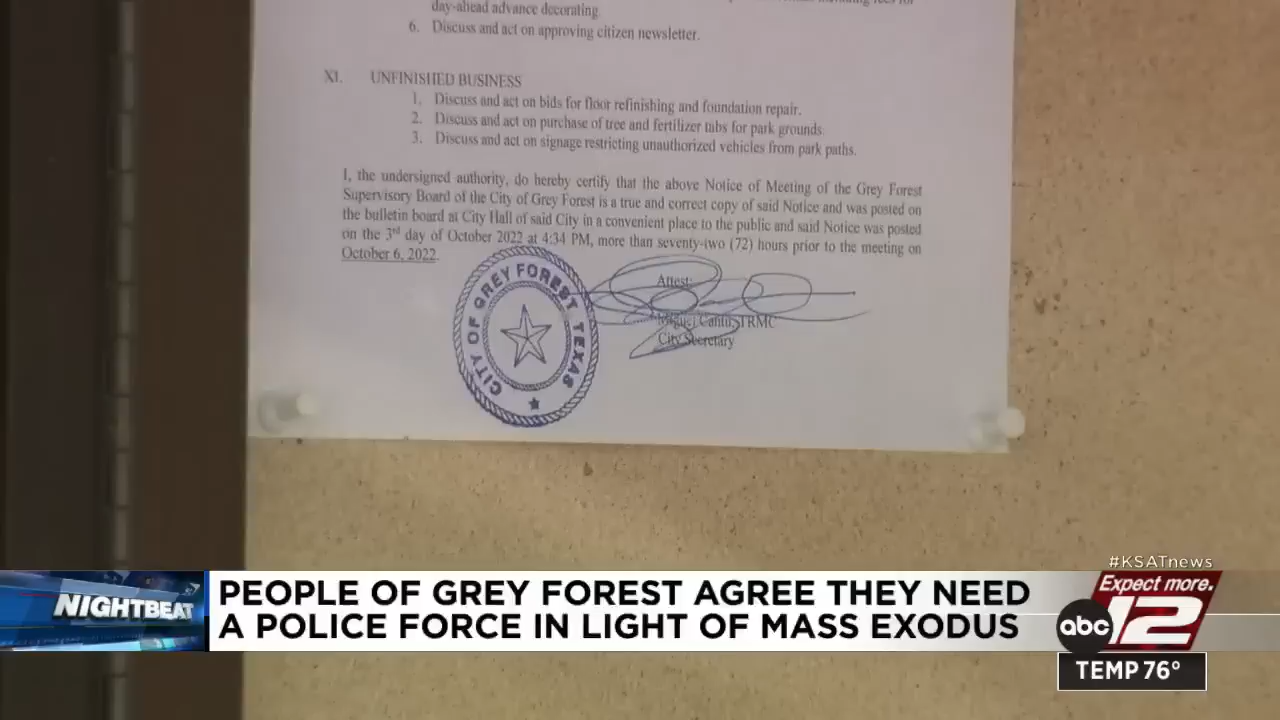 day-ahead advance decorating.
6. Discuss and act on approving citizen newsletter.
XI. UNFINISHED BUSINESS
1. Discuss and act on bids for floor refinishing and foundation repair.
2. Discuss and act on purchase of tree and fertilizer tabs for park grounds.
3. Discuss and act on signage restricting unauthorized vehicles from park paths.
I, the undersigned authority, do hereby certify that the above Notice of Meeting of the Grey Forest
Supervisory Board of the City of Grey Forest is a true and correct copy of said Notice and was posted on
the bulletin board at City Hall of said City in a convenient place to the public and said Notice was posted
on the 3rd day of October 2022 at 4:34 PM, more than seventy-two (72) hours prior to the meeting on
October 6, 2022.
CITY OF GREY FOREST TEXAS
Attest:
Cantu, TRMC
City Secretary
#KSATnews
NIGHTBEAT
PEOPLE OF GREY FOREST AGREE THEY NEED
A POLICE FORCE IN LIGHT OF MASS EXODUS
Expect more.
abc 12
TEMP 76°